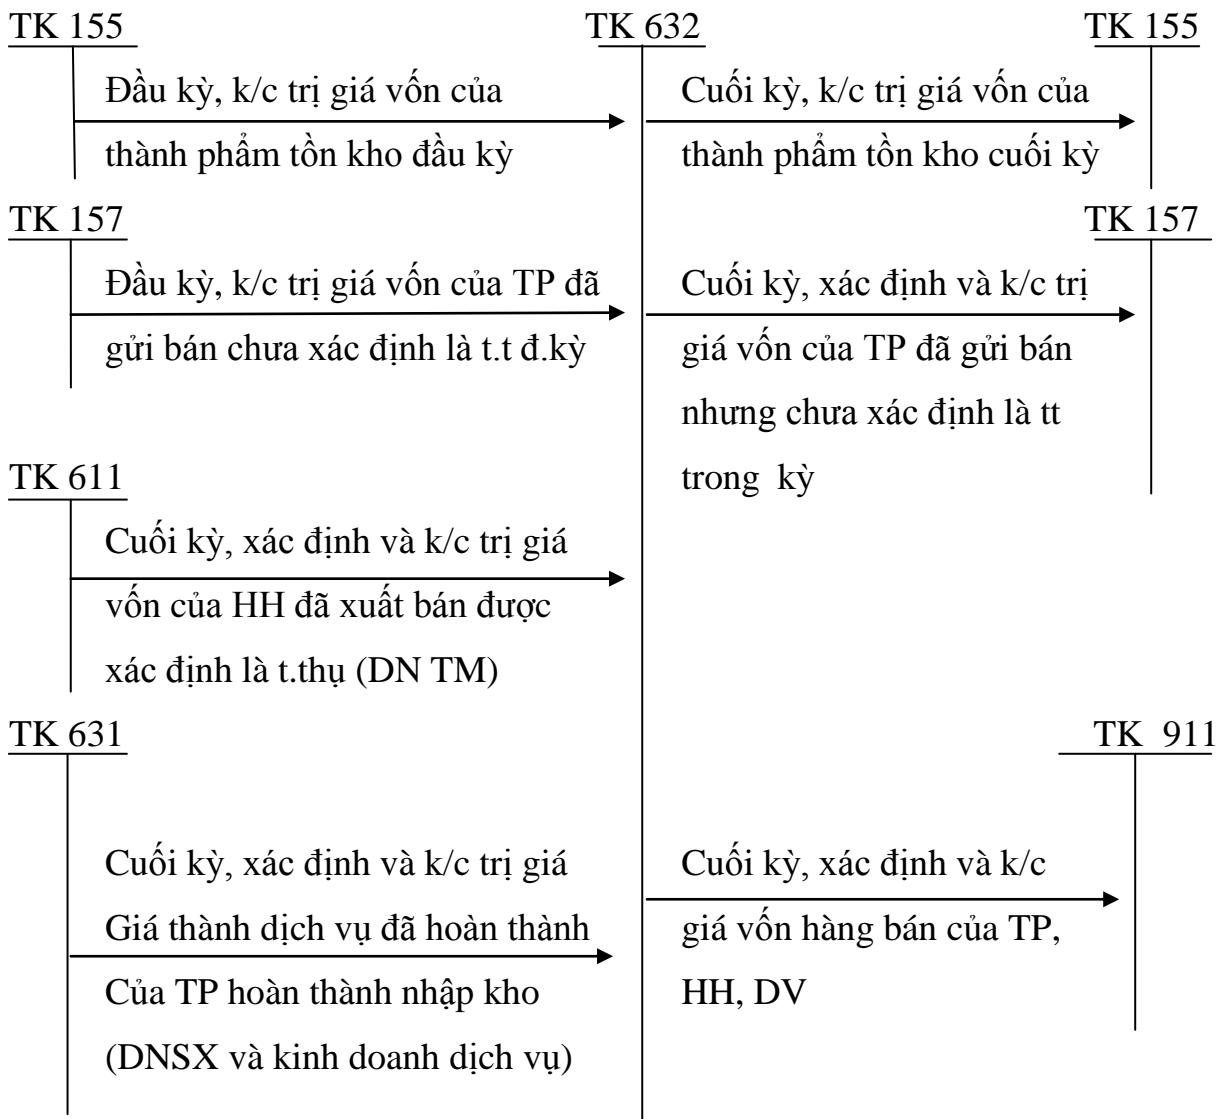 TK 155
TK 632
TK 155
Đầu kỳ, k/c trị giá vốn của
thành phẩm tồn kho đầu kỳ
Cuối kỳ, k/c trị giá vốn của
thành phẩm tồn kho cuối kỳ
TK 157
TK 157
Đầu kỳ, k/c trị giá vốn của TP đã
gửi bán chưa xác định là t.t đ.kỳ
Cuối kỳ, xác định và k/c trị
giá vốn của TP đã gửi bán
nhưng chưa xác định là tt
trong kỳ
TK 611
Cuối kỳ, xác định và k/c trị giá
vốn của HH đã xuất bán được
xác định là t.thụ (DN TM)
TK 631
TK 911
Cuối kỳ, xác định và k/c trị giá
Giá thành dịch vụ đã hoàn thành
Của TP hoàn thành nhập kho
(DNSX và kinh doanh dịch vụ)
Cuối kỳ, xác định và k/c
giá vốn hàng bán của TP,
HH, DV